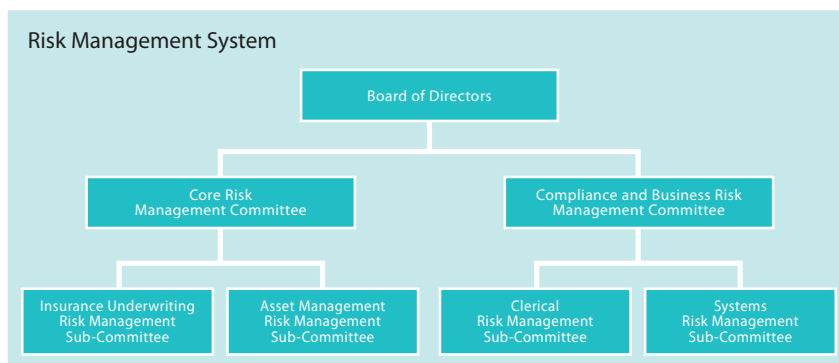 Risk Management System
Board of Directors
Core Risk
Management Committee
Compliance and Business Risk
Management Committee
Insurance Underwriting
Risk Management
Sub-Committee
Asset Management
Risk Management
Sub-Committee
Clerical
Risk Management
Sub-Committee
Systems
Risk Management
Sub-Committee